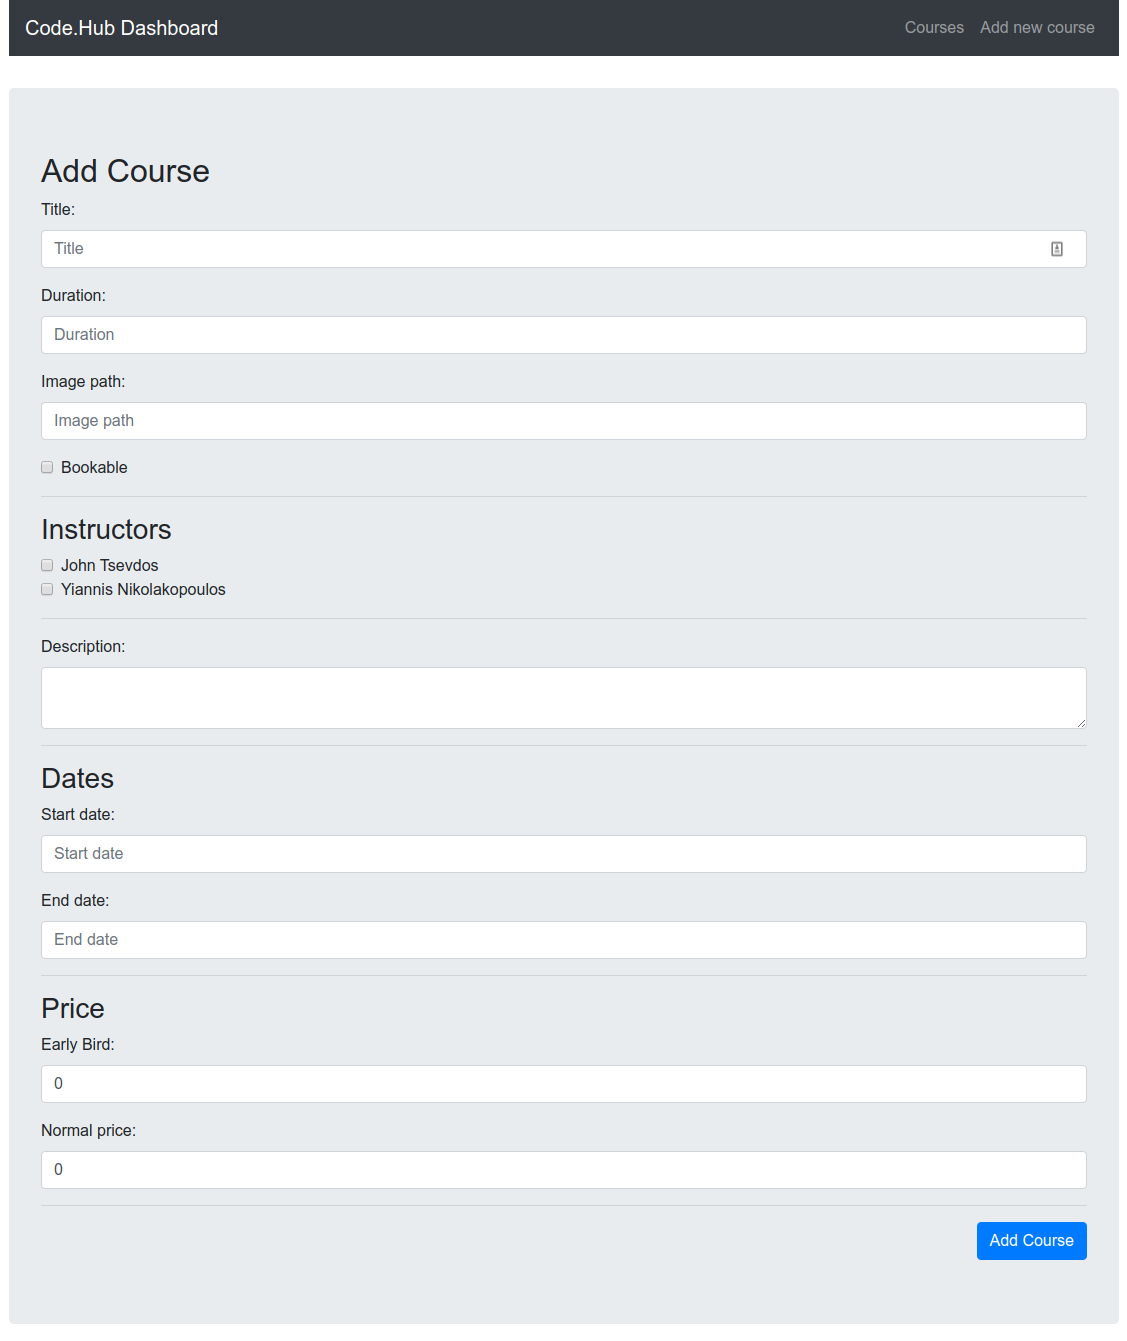 Code.Hub Dashboard
Courses Add new course
Add Course
Title:
Title
Duration:
Duration
Image path:
Image path
Bookable
Instructors
John Tsevdos
Yiannis Nikolakopoulos
Description:
Dates
Start date:
Start date
End date:
End date
Price
Early Bird:
0
Normal price:
0
Add Course